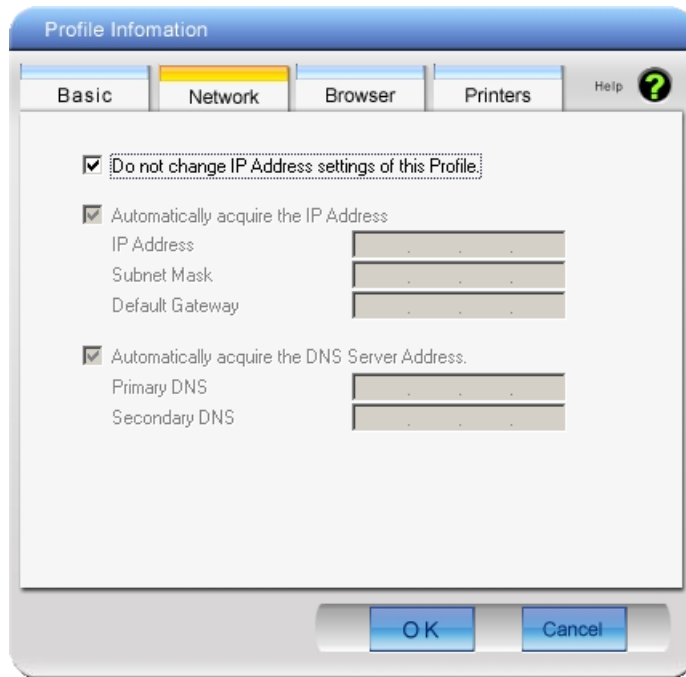 Profile Infomation
Basic Network Browser Printers Help ?
Do not change IP Address settings of this Profile.
Automatically acquire the IP Address
IP Address
Subnet Mask
Default Gateway
Automatically acquire the DNS Server Address.
Primary DNS
Secondary DNS
OK Cancel